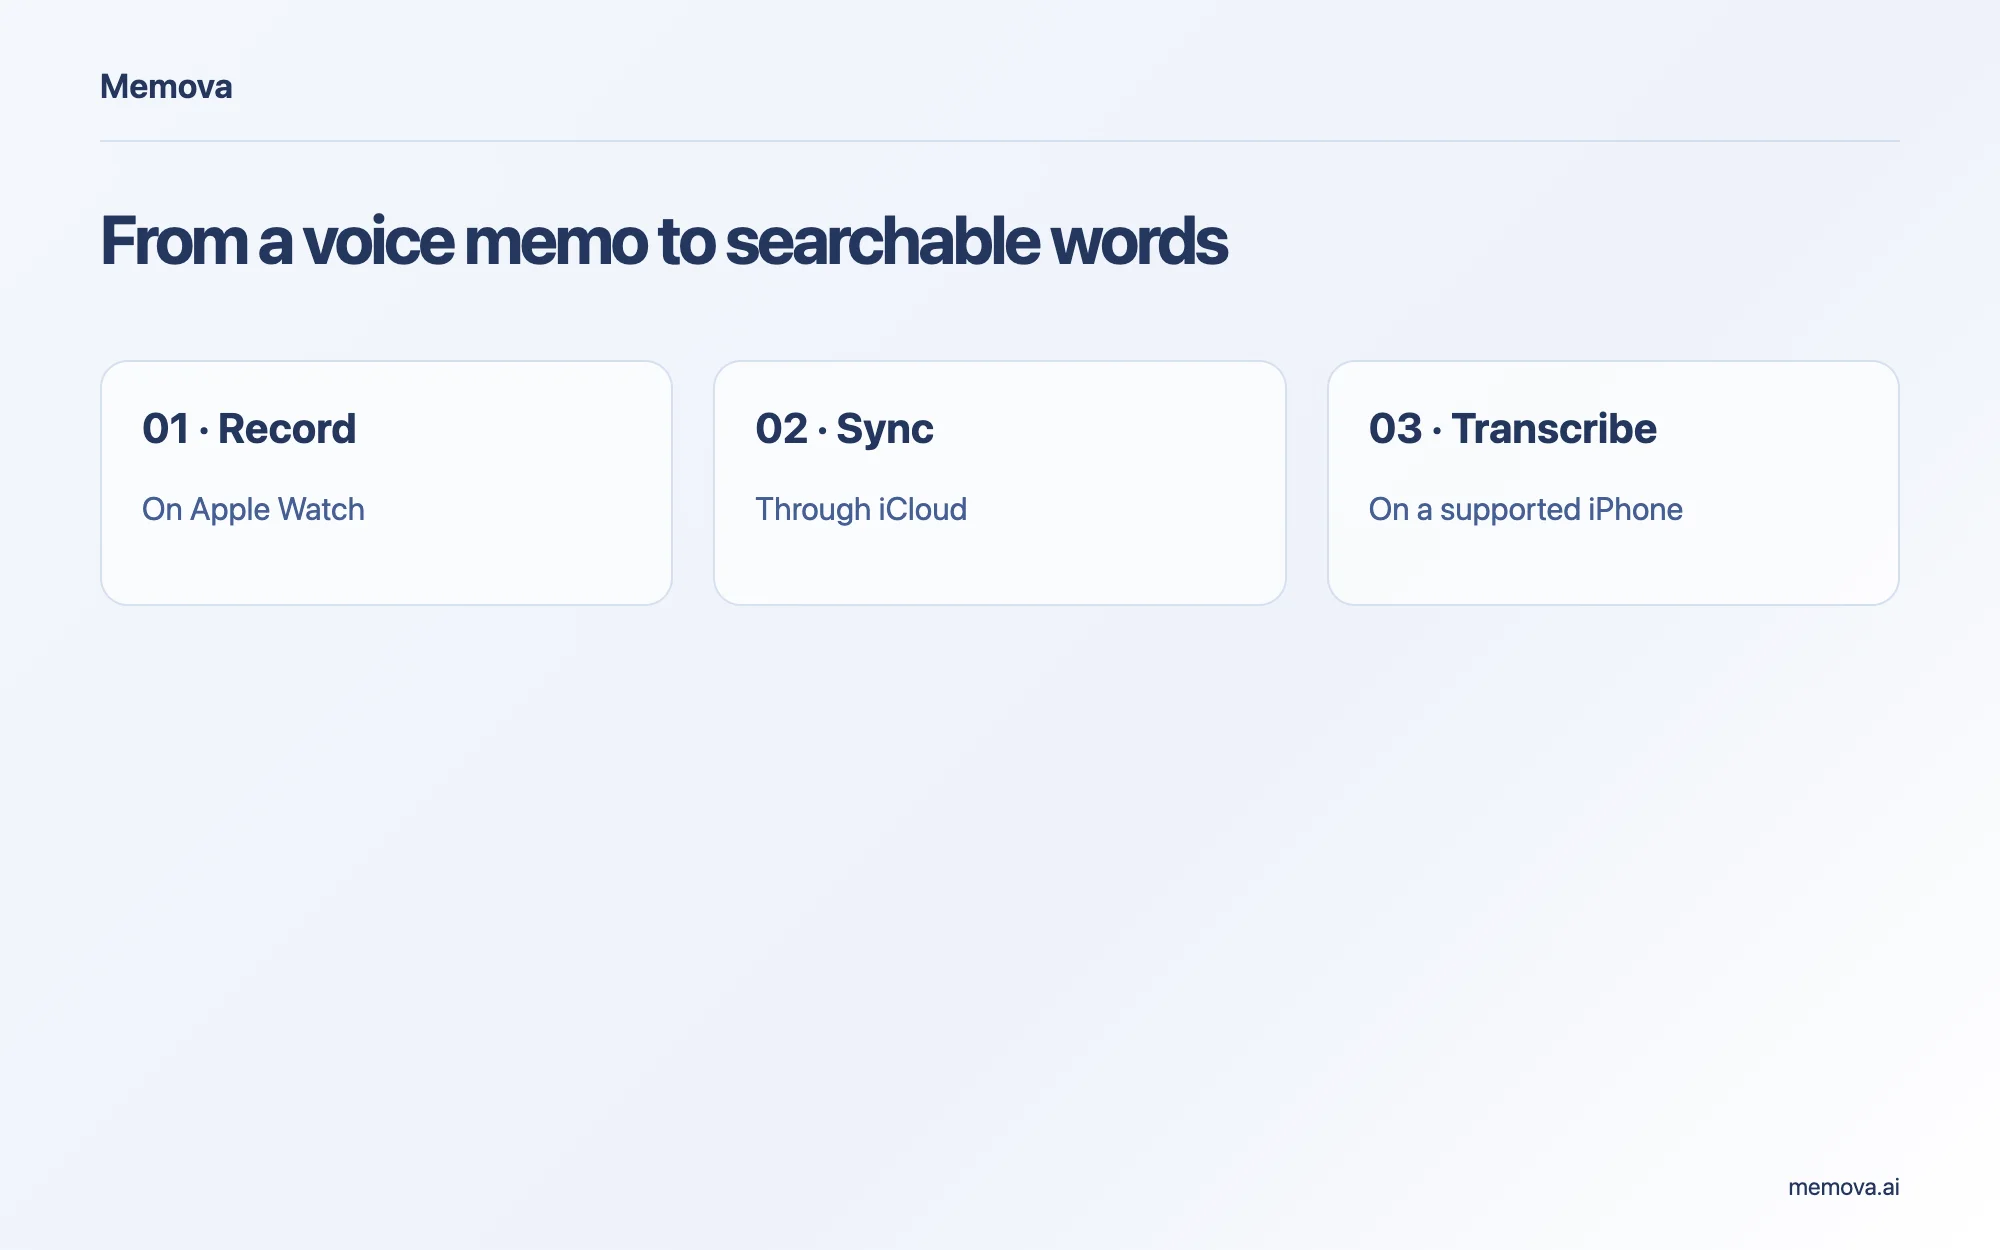 Memova
From a voice memo to searchable words
01 · Record
On Apple Watch
02 · Sync
Through iCloud
03 · Transcribe
On a supported iPhone
memova.ai